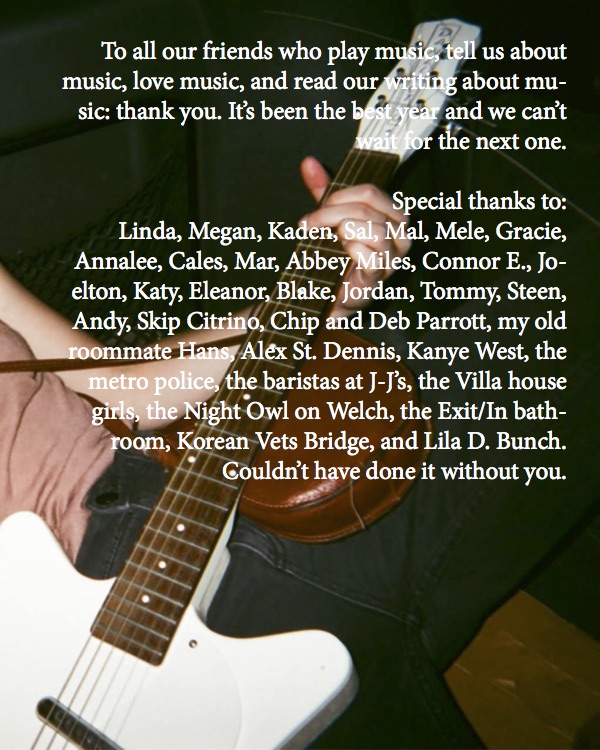 To all our friends who play music, tell us about
music, love music, and read our writing about mu-
sic: thank you. It’s been the best year and we can’t
wait for the next one.
Special thanks to:
Linda, Megan, Kaden, Sal, Mal, Mele, Gracie,
Annalee, Cales, Mar, Abbey Miles, Connor E., Jo-
elton, Katy, Eleanor, Blake, Jordan, Tommy, Steen,
Andy, Skip Citrino, Chip and Deb Parrott, my old
roommate Hans, Alex St. Dennis, Kanye West, the
metro police, the baristas at J-J’s, the Villa house
girls, the Night Owl on Welch, the Exit/In bath-
room, Korean Vets Bridge, and Lila D. Bunch.
Couldn’t have done it without you.